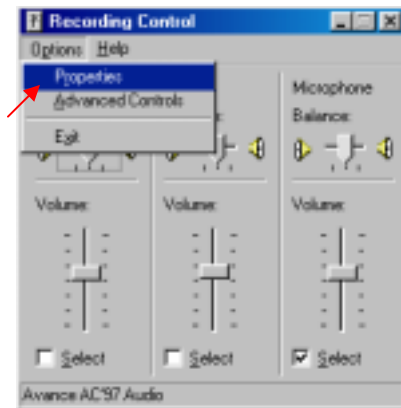 Recording Control
Options Help
Properties
Advanced Controls
Exit
Microphone
Balance:
Volume: Volume: Volume:
Select Select Select
Avance AC'97 Audio